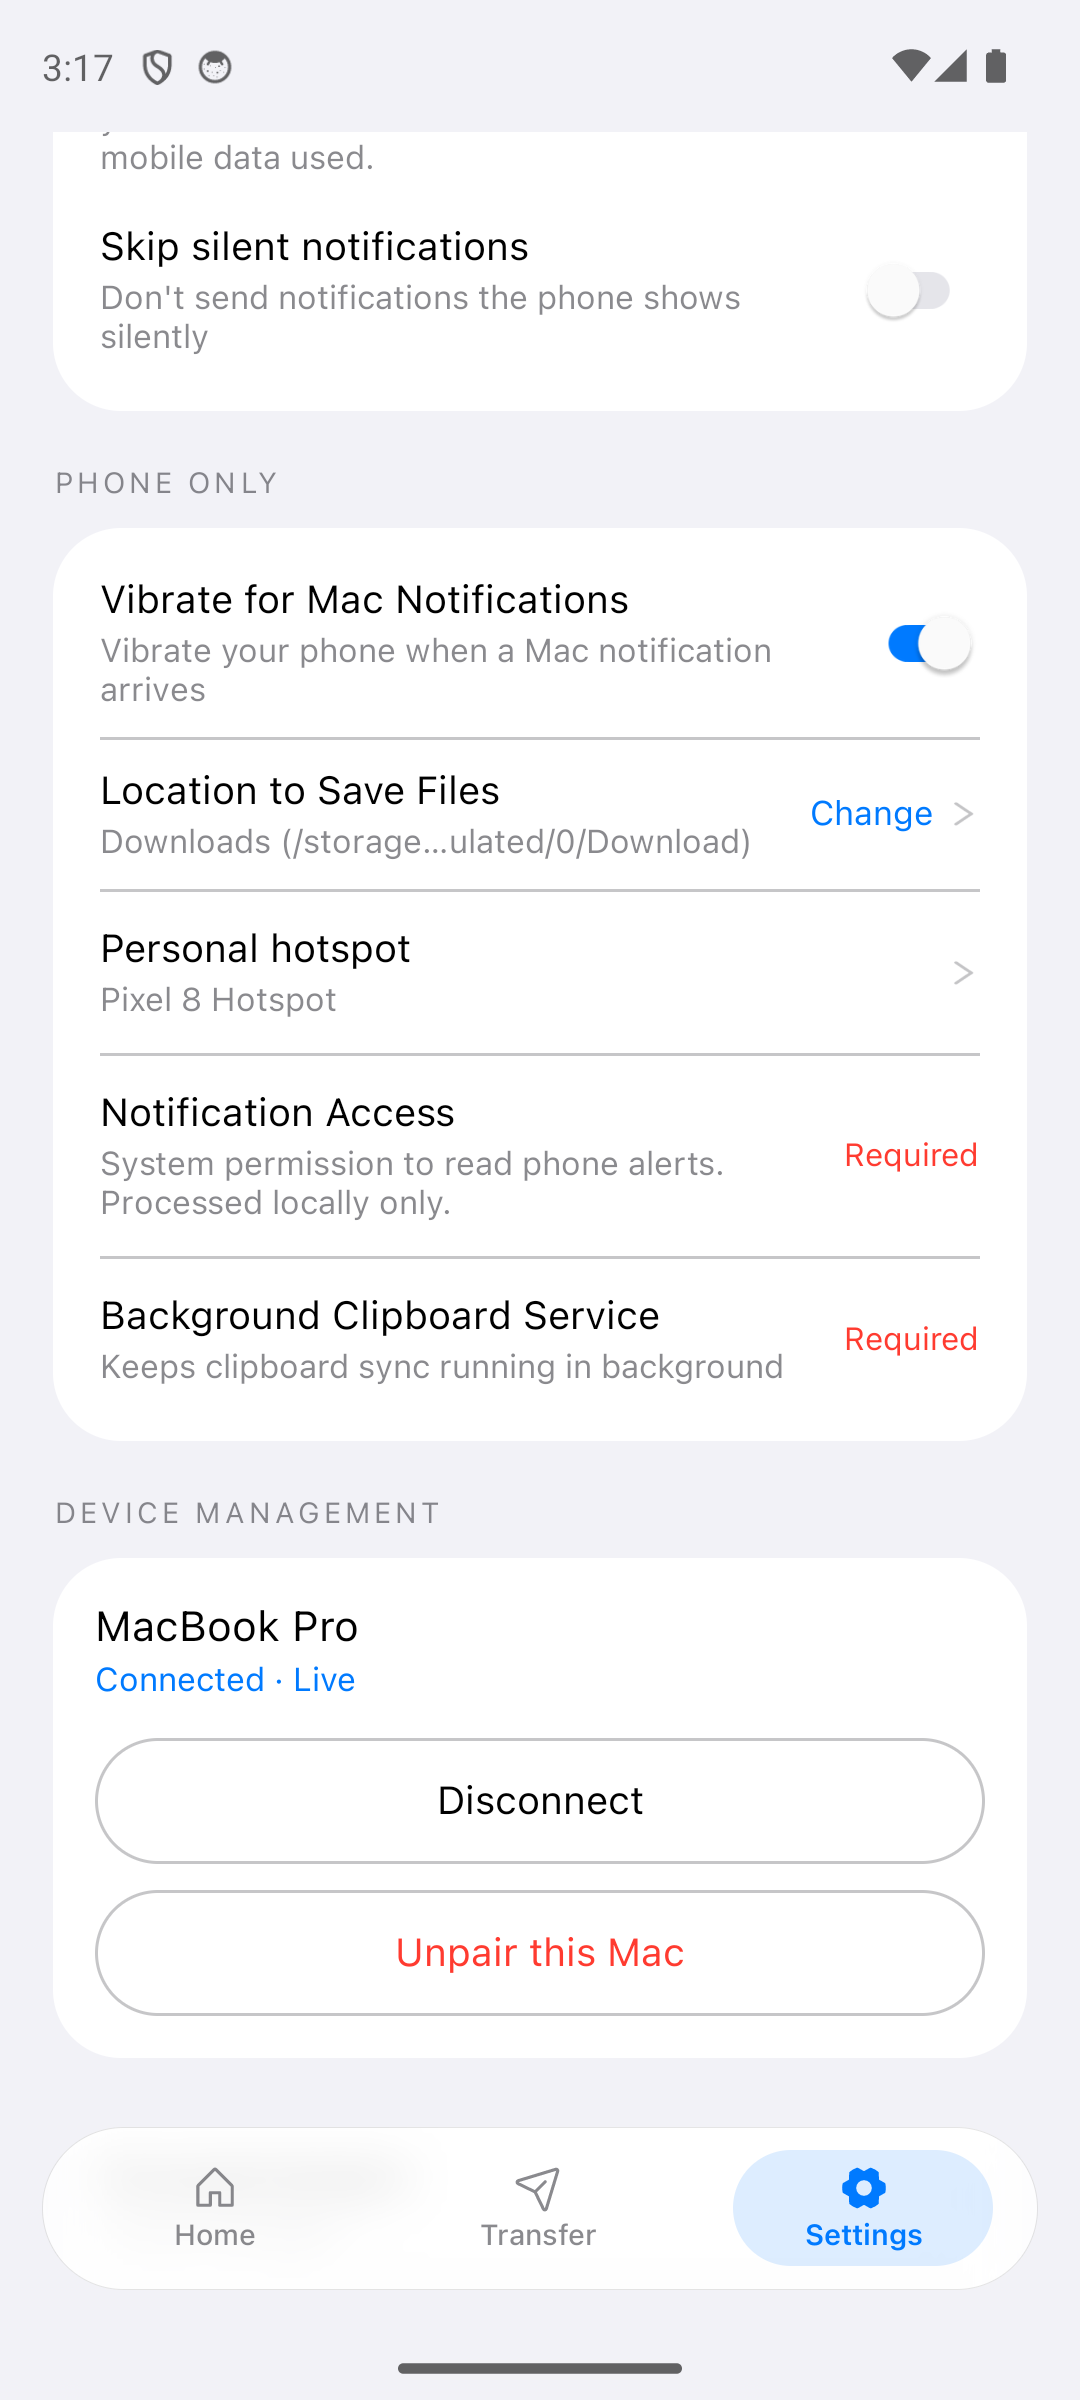 3:17
mobile data used.
Skip silent notifications
Don't send notifications the phone shows
silently
PHONE ONLY
Vibrate for Mac Notifications
Vibrate your phone when a Mac notification
arrives
Location to Save Files
Downloads (/storage...ulated/0/Download)
Change
Personal hotspot
Pixel 8 Hotspot
Notification Access
System permission to read phone alerts.
Processed locally only.
Required
Background Clipboard Service
Keeps clipboard sync running in background
Required
DEVICE MANAGEMENT
MacBook Pro
Connected · Live
Disconnect
Unpair this Mac
Home
Transfer
Settings